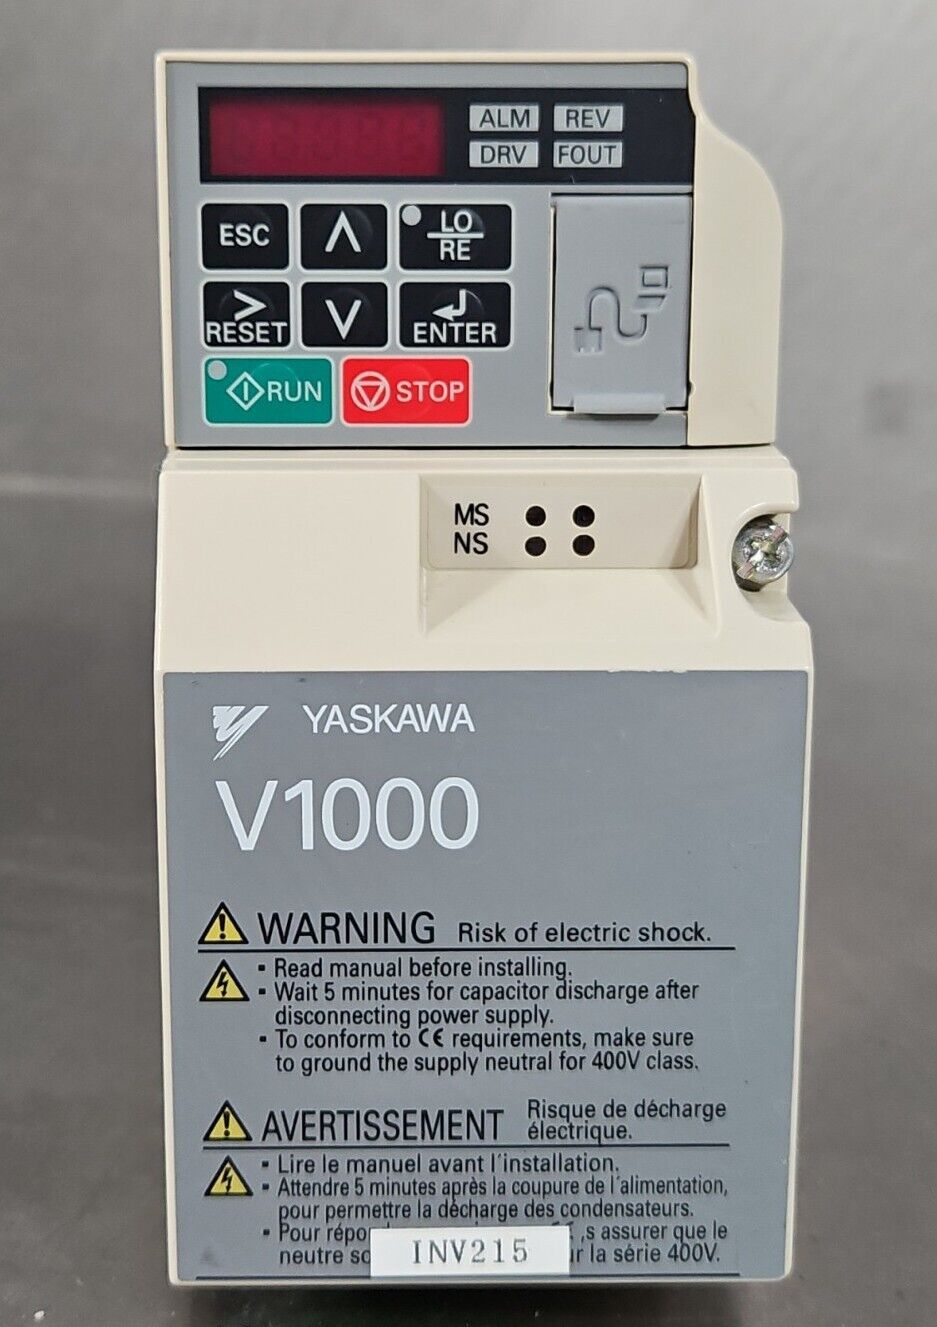 ALM REV
DRV FOUT
ESC LO
RE
RESET ENTER
RUN STOP
MS
NS
YASKAWA
V1000
WARNING Risk of electric shock.
- Read manual before installing.
- Wait 5 minutes for capacitor discharge after
disconnecting power supply.
- To conform to CE requirements, make sure
to ground the supply neutral for 400V class.
AVERTISSEMENT Risque de décharge
électrique.
- Lire le manuel avant l'installation.
- Attendre 5 minutes après la coupure de l'alimentation,
pour permettre la décharge des condensateurs.
- Pour ,s assurer que le
neutre la série 400V.
INV215